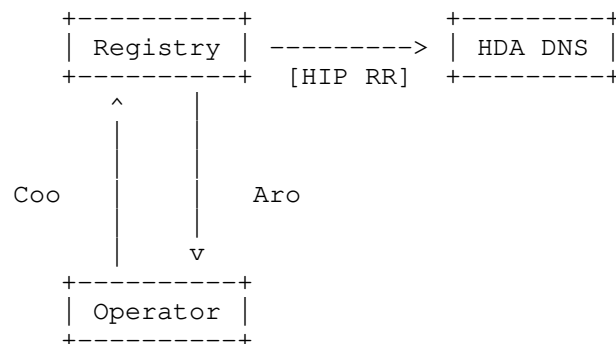 Registry
HDA DNS
[HIP RR]
Coo
Aro
Operator